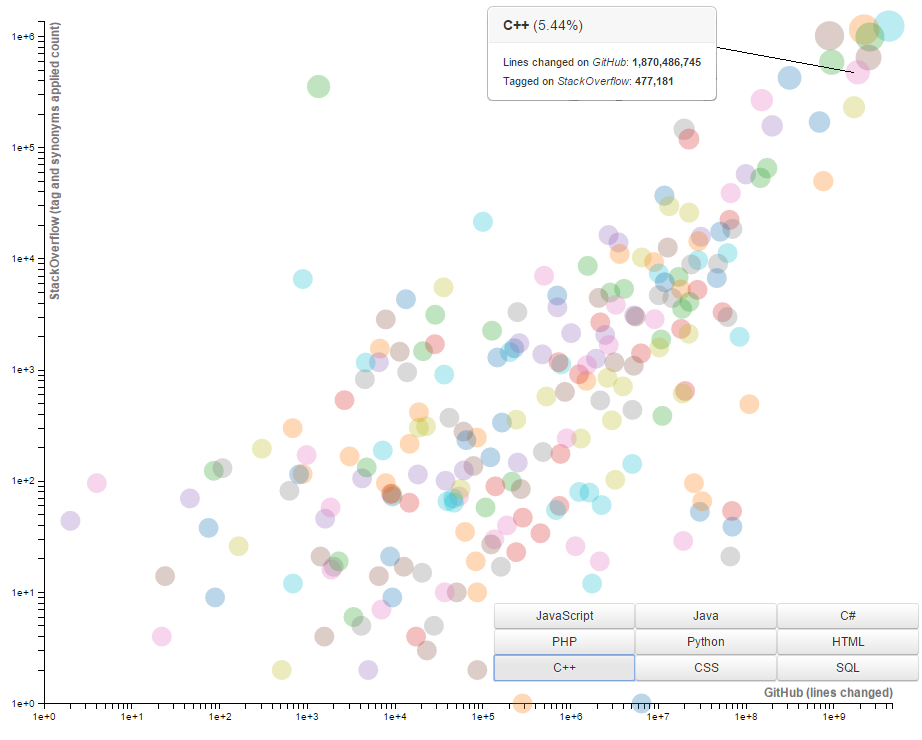 C++ (5.44%)
Lines changed on GitHub: 1,870,486,745
Tagged on StackOverflow: 477,181
StackOverflow (tag and synonyms applied count)
1e+6
1e+5
1e+4
1e+3
1e+2
1e+1
1e+0
JavaScript Java C#
PHP Python HTML
C++ CSS SQL
GitHub (lines changed)
1e+0 1e+1 1e+2 1e+3 1e+4 1e+5 1e+6 1e+7 1e+8 1e+9